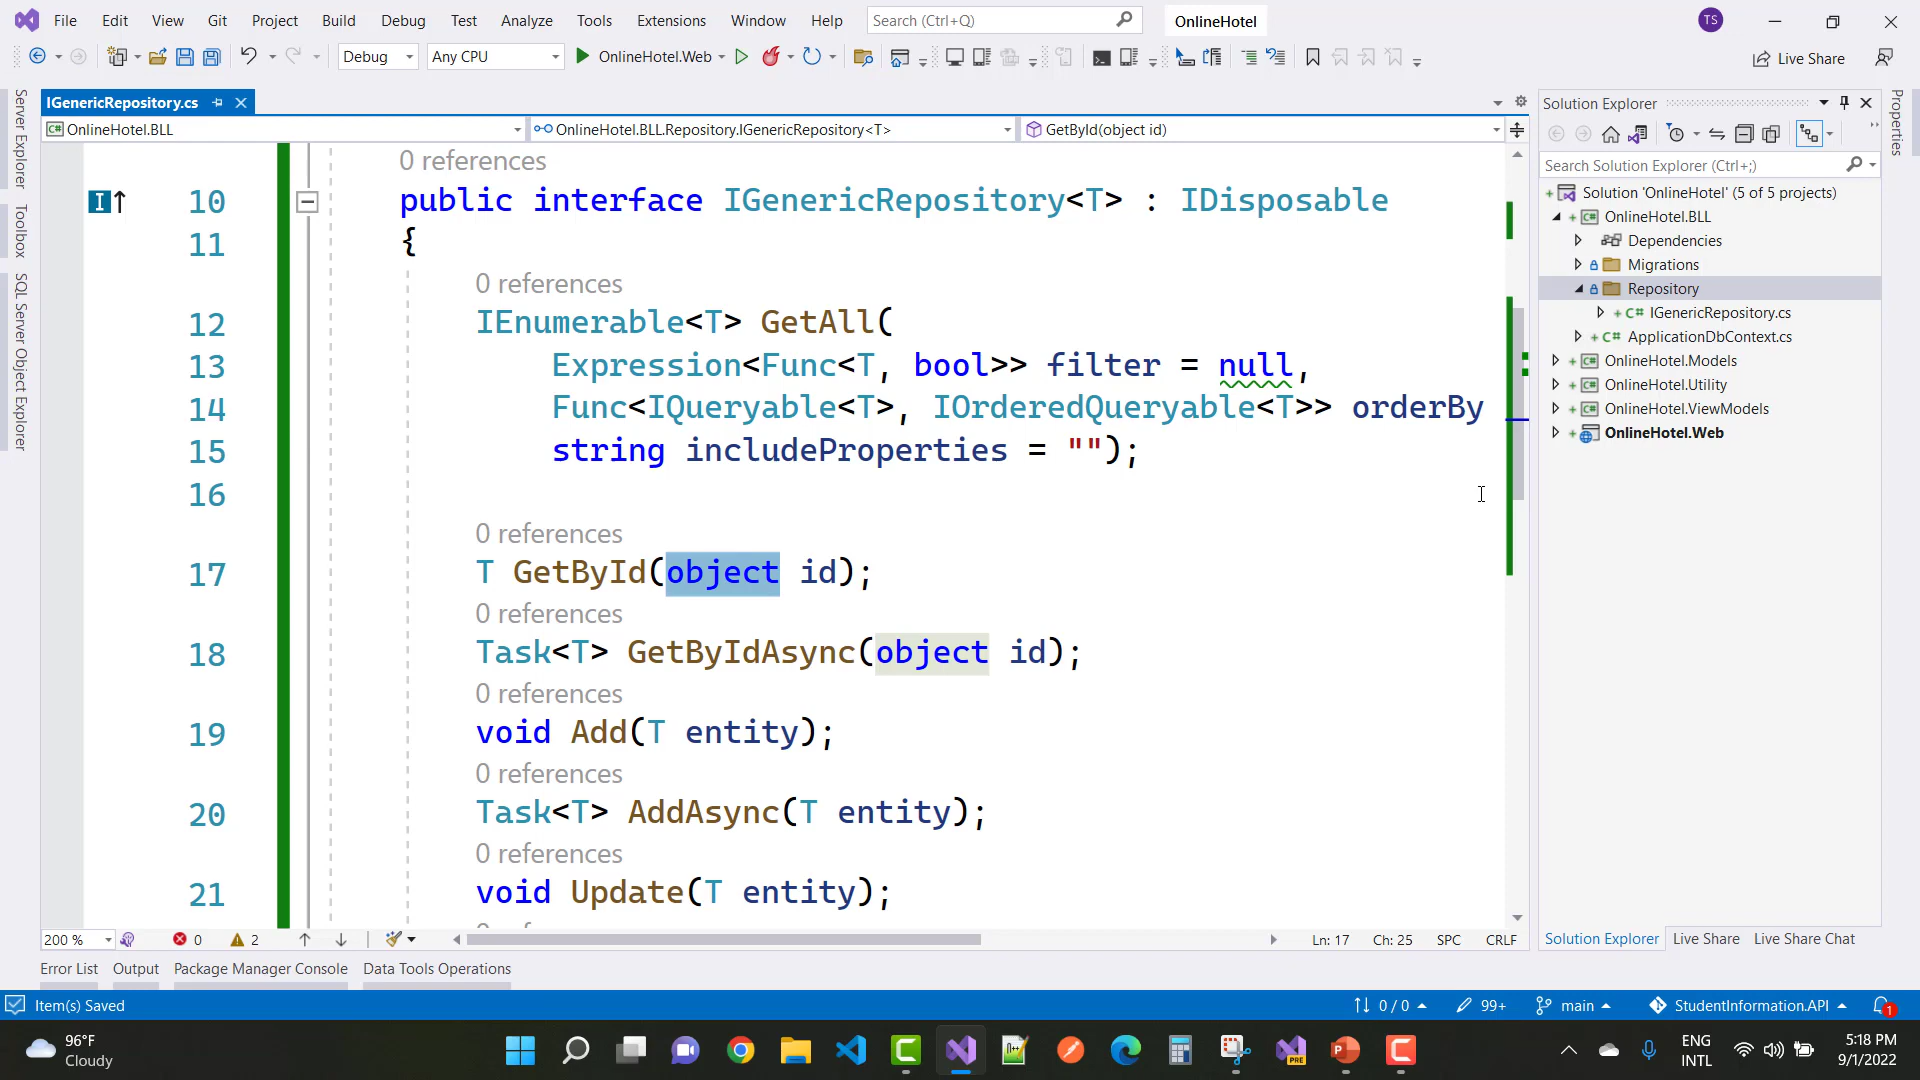 File Edit View Git Project Build Debug Test Analyze Tools Extensions Window Help Search (Ctrl+Q) OnlineHotel TS
Debug Any CPU OnlineHotel.Web Live Share
IGenericRepository.cs
OnlineHotel.BLL OnlineHotel.BLL.Repository.IGenericRepository<T> GetById(object id)
Server Explorer
Toolbox
SQL Server Object Explorer
0 references
10 public interface IGenericRepository<T> : IDisposable
11 {
0 references
12 IEnumerable<T> GetAll(
13 Expression<Func<T, bool>> filter = null,
14 Func<IQueryable<T>, IOrderedQueryable<T>> orderBy
15 string includeProperties = "");
16
0 references
17 T GetById(object id);
0 references
18 Task<T> GetByIdAsync(object id);
0 references
19 void Add(T entity);
0 references
20 Task<T> AddAsync(T entity);
0 references
21 void Update(T entity);
200 % 0 2 Ln: 17 Ch: 25 SPC CRLF
Solution Explorer
Search Solution Explorer (Ctrl+;)
Solution 'OnlineHotel' (5 of 5 projects)
OnlineHotel.BLL
Dependencies
Migrations
Repository
C# IGenericRepository.cs
C# ApplicationDbContext.cs
OnlineHotel.Models
OnlineHotel.Utility
OnlineHotel.ViewModels
OnlineHotel.Web
Solution Explorer Live Share Live Share Chat
Properties
Error List Output Package Manager Console Data Tools Operations
Item(s) Saved 0 / 0 99+ main StudentInformation.API 1
96°F
Cloudy
PRE
ENG
INTL
5:18 PM
9/1/2022